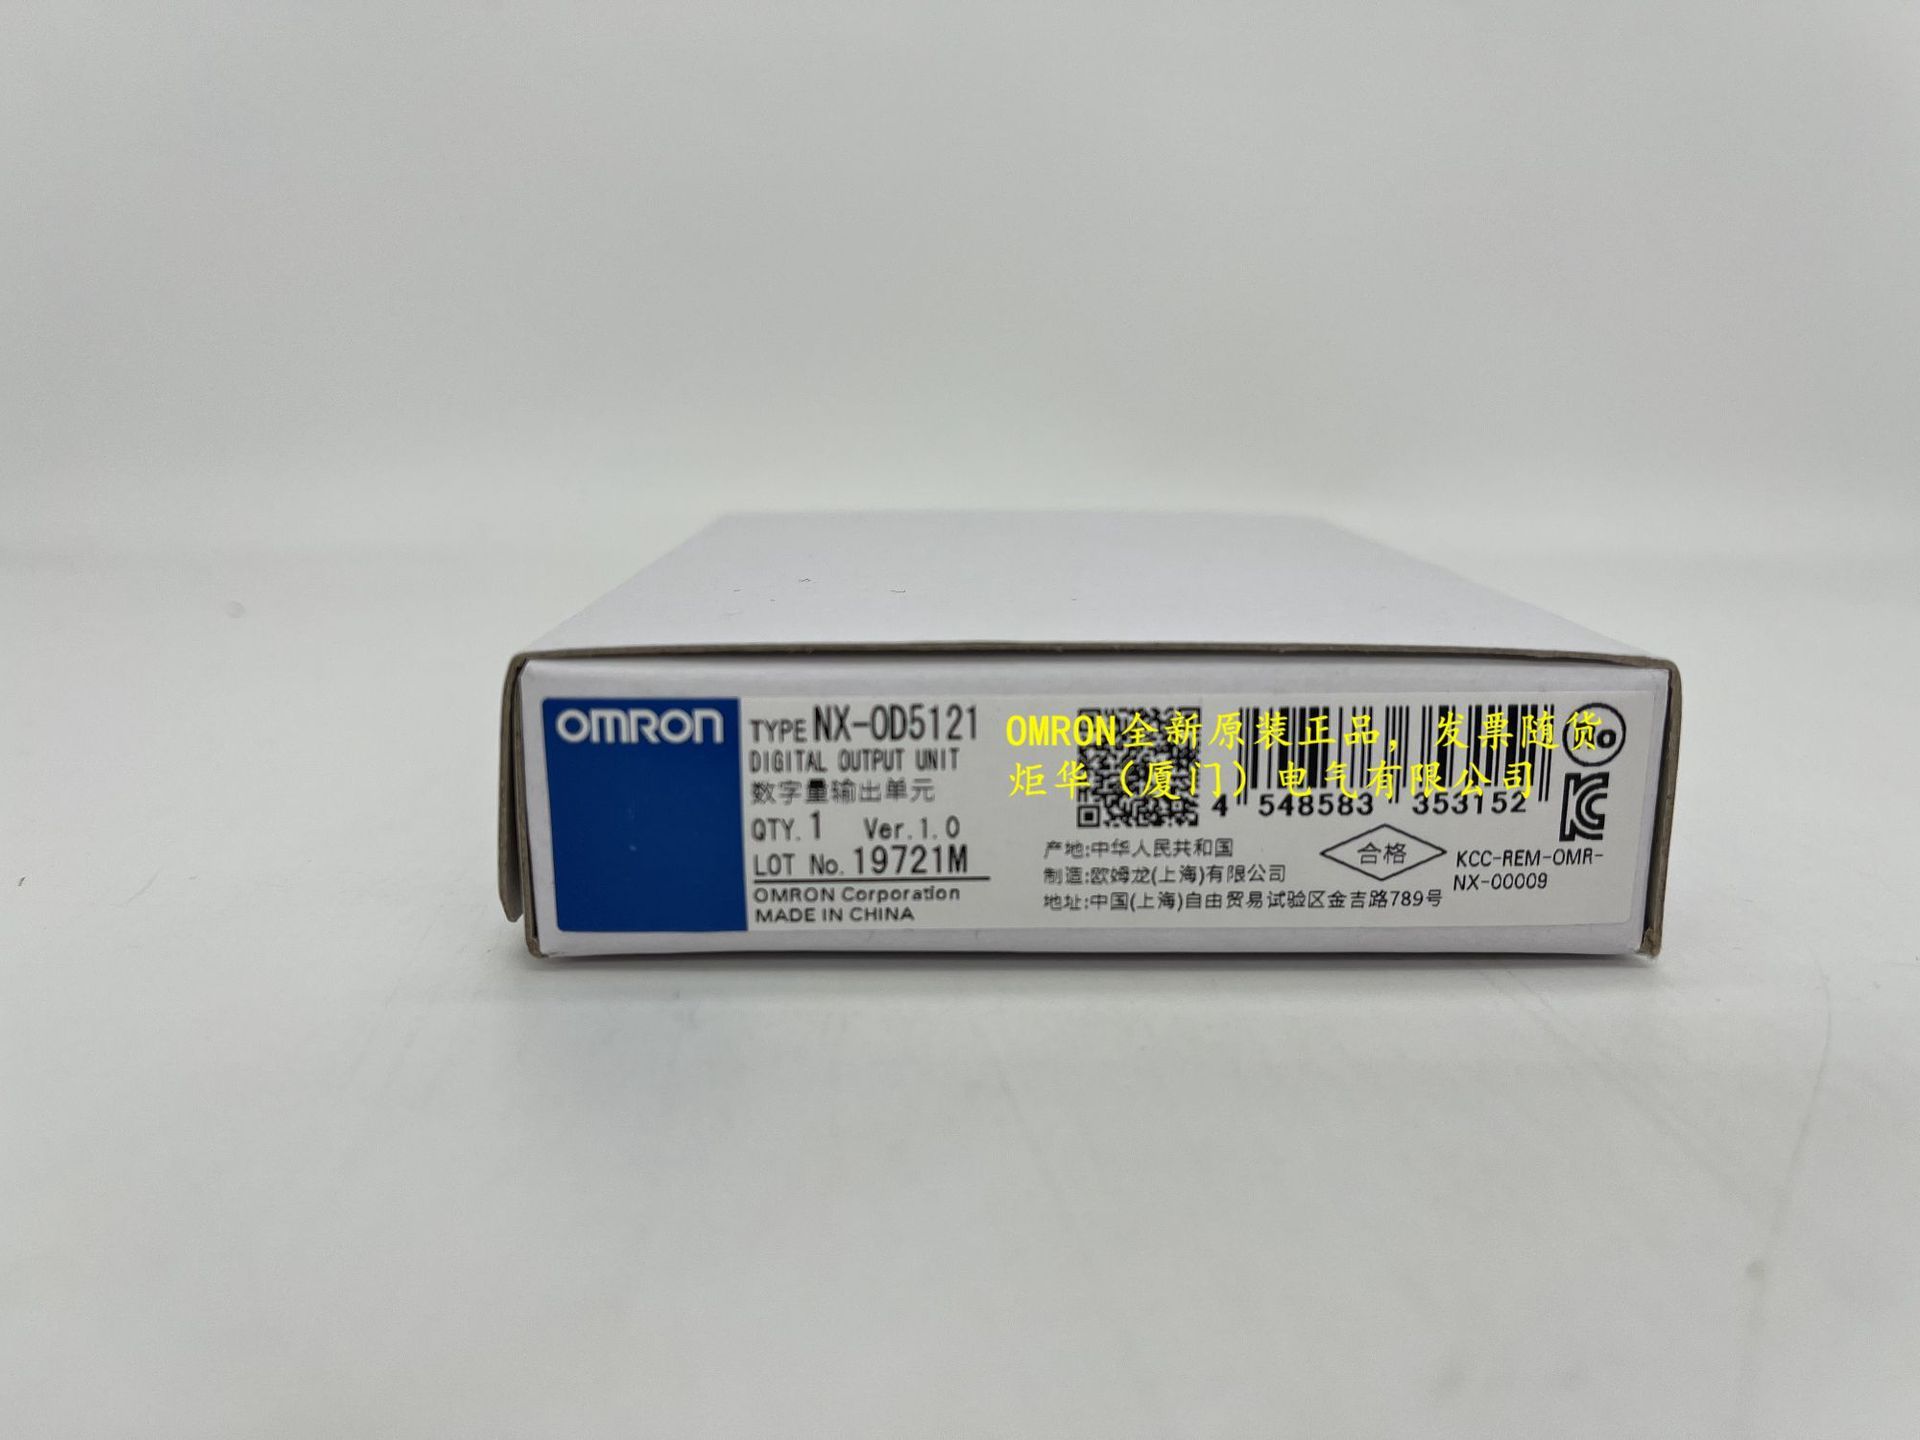 OMRON
TYPE NX-OD5121
DIGITAL OUTPUT UNIT
数字量输出单元
QTY. 1 Ver. 1.0
LOT No. 19721M
OMRON Corporation
MADE IN CHINA
OMRON全新原装正品，发票随货
炬华（厦门）电气有限公司
4 548583 353152
产地:中华人民共和国
制造:欧姆龙(上海)有限公司
地址:中国(上海)自由贸易试验区金吉路789号
合格
KCC-REM-OMR-
NX-00009